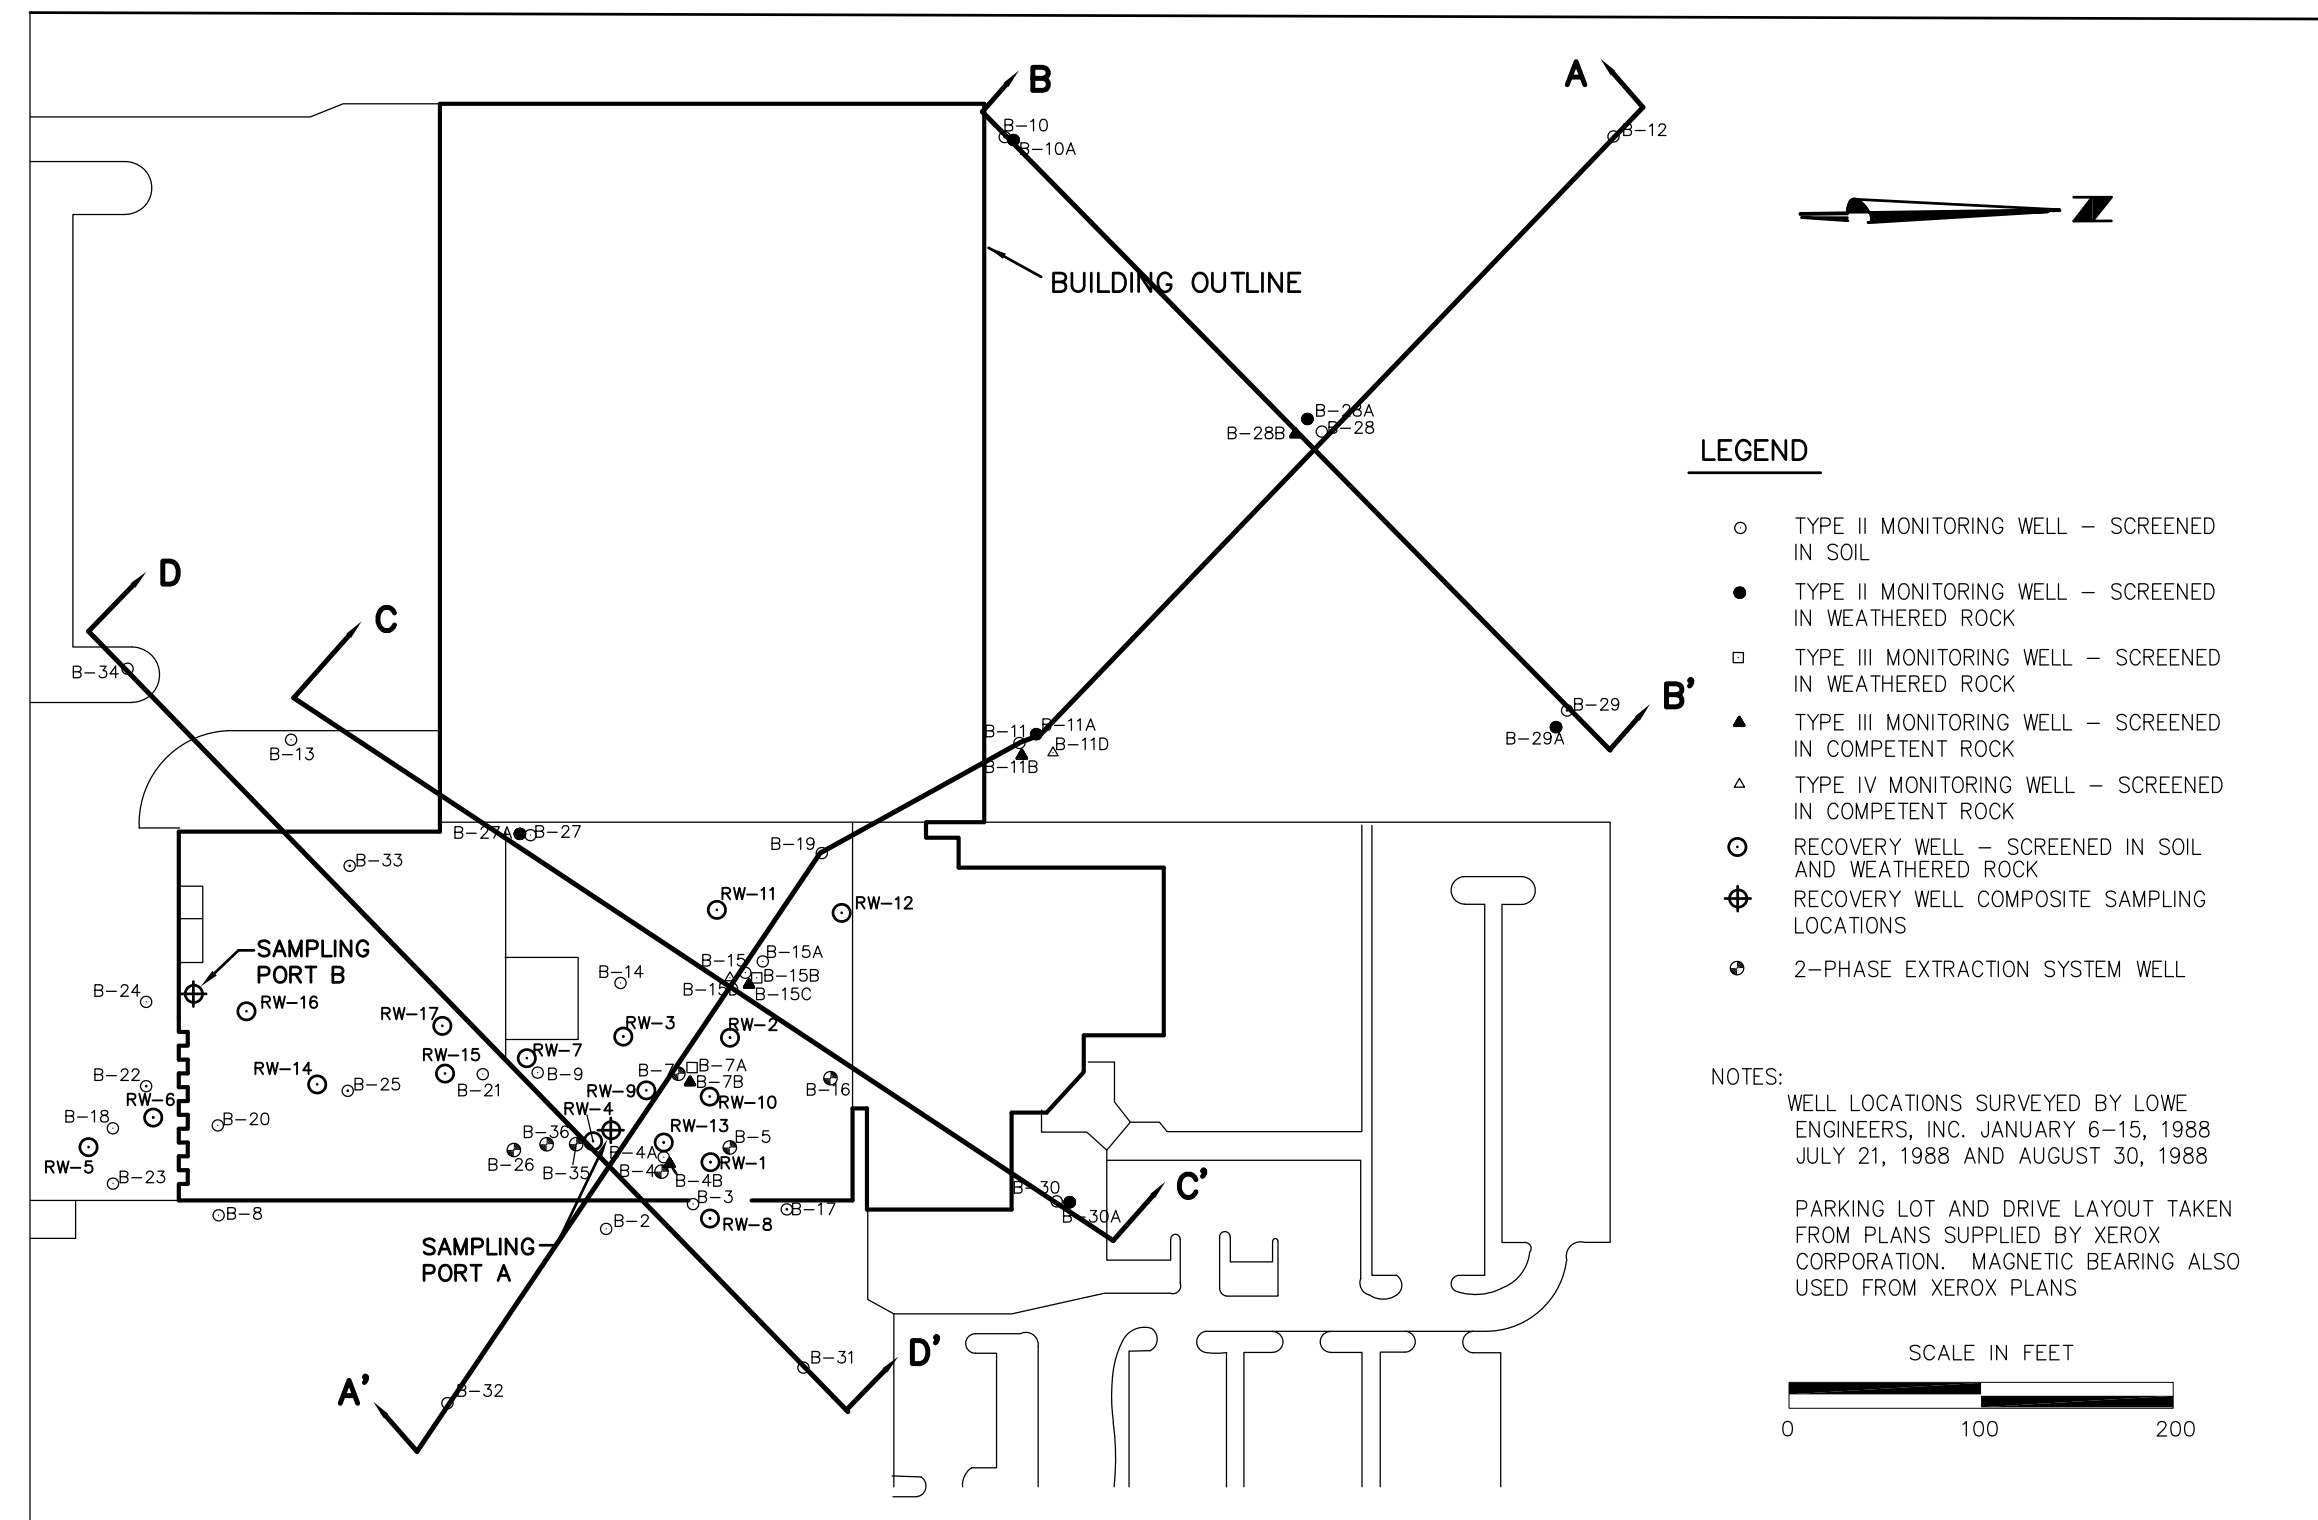 B
A
B-10
B-12
B-10A
N
BUILDING OUTLINE
B-28A
B-28B
B-28
LEGEND
TYPE II MONITORING WELL – SCREENED
IN SOIL
TYPE II MONITORING WELL – SCREENED
IN WEATHERED ROCK
TYPE III MONITORING WELL – SCREENED
IN WEATHERED ROCK
TYPE III MONITORING WELL – SCREENED
IN COMPETENT ROCK
TYPE IV MONITORING WELL – SCREENED
IN COMPETENT ROCK
RECOVERY WELL – SCREENED IN SOIL
AND WEATHERED ROCK
RECOVERY WELL COMPOSITE SAMPLING
LOCATIONS
2-PHASE EXTRACTION SYSTEM WELL
D
C
B-34
B'
B-29
B-29A
B-13
B-11
B-11A
B-11D
B-11B
B-27A
B-27
B-19
B-33
RW-11
RW-12
SAMPLING
PORT B
B-14
B-15
B-15A
B-15B
B-15D
B-15C
B-24
RW-16
RW-17
RW-3
RW-2
RW-15
RW-7
B-7
B-7A
B-7B
RW-14
B-22
B-25
B-21
B-9
RW-9
B-16
RW-6
RW-10
B-18
B-20
RW-4
RW-13
B-36
B-5
B-4A
RW-5
B-26
B-35
B-4
RW-1
B-23
B-4B
B-3
B-30
C'
B-8
B-2
RW-8
B-17
B-30A
SAMPLING
PORT A
D'
B-31
A'
B-32
NOTES:
WELL LOCATIONS SURVEYED BY LOWE
ENGINEERS, INC. JANUARY 6-15, 1988
JULY 21, 1988 AND AUGUST 30, 1988
PARKING LOT AND DRIVE LAYOUT TAKEN
FROM PLANS SUPPLIED BY XEROX
CORPORATION. MAGNETIC BEARING ALSO
USED FROM XEROX PLANS
SCALE IN FEET
0 100 200